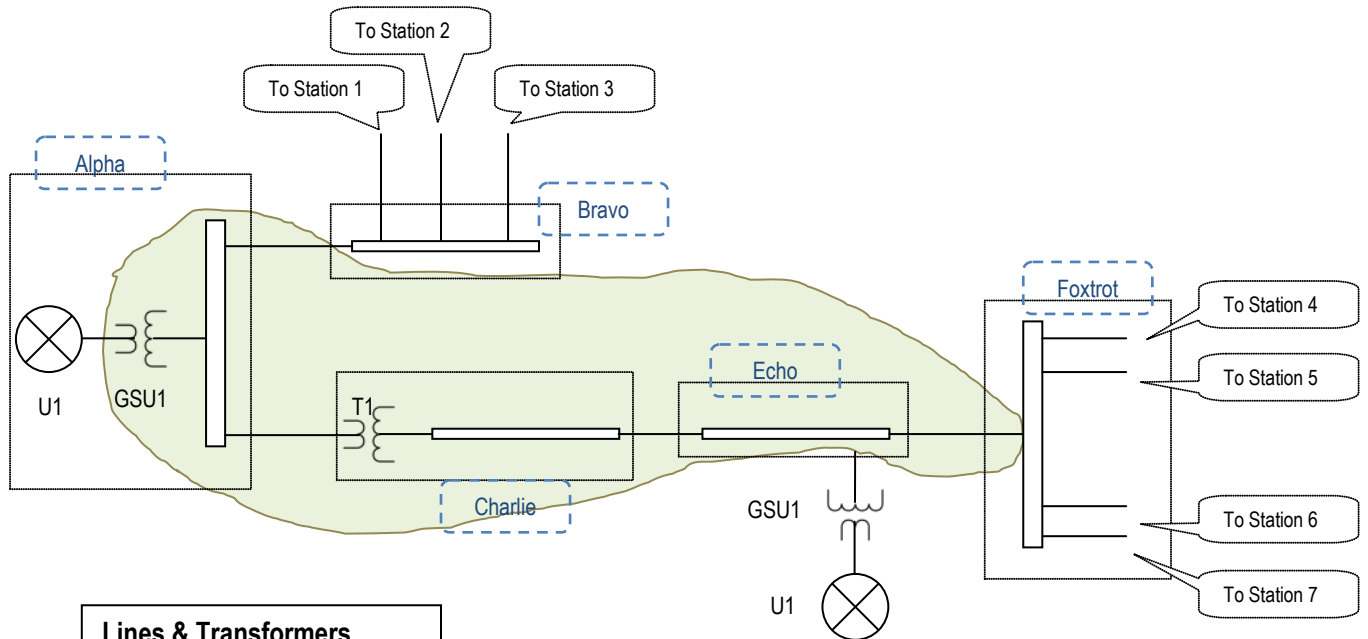 To Station 2
To Station 1
To Station 3
Alpha
Bravo
Foxtrot
To Station 4
Echo
To Station 5
U1
GSU1
T1
Charlie
GSU1
To Station 6
To Station 7
U1
Lines & Transformers